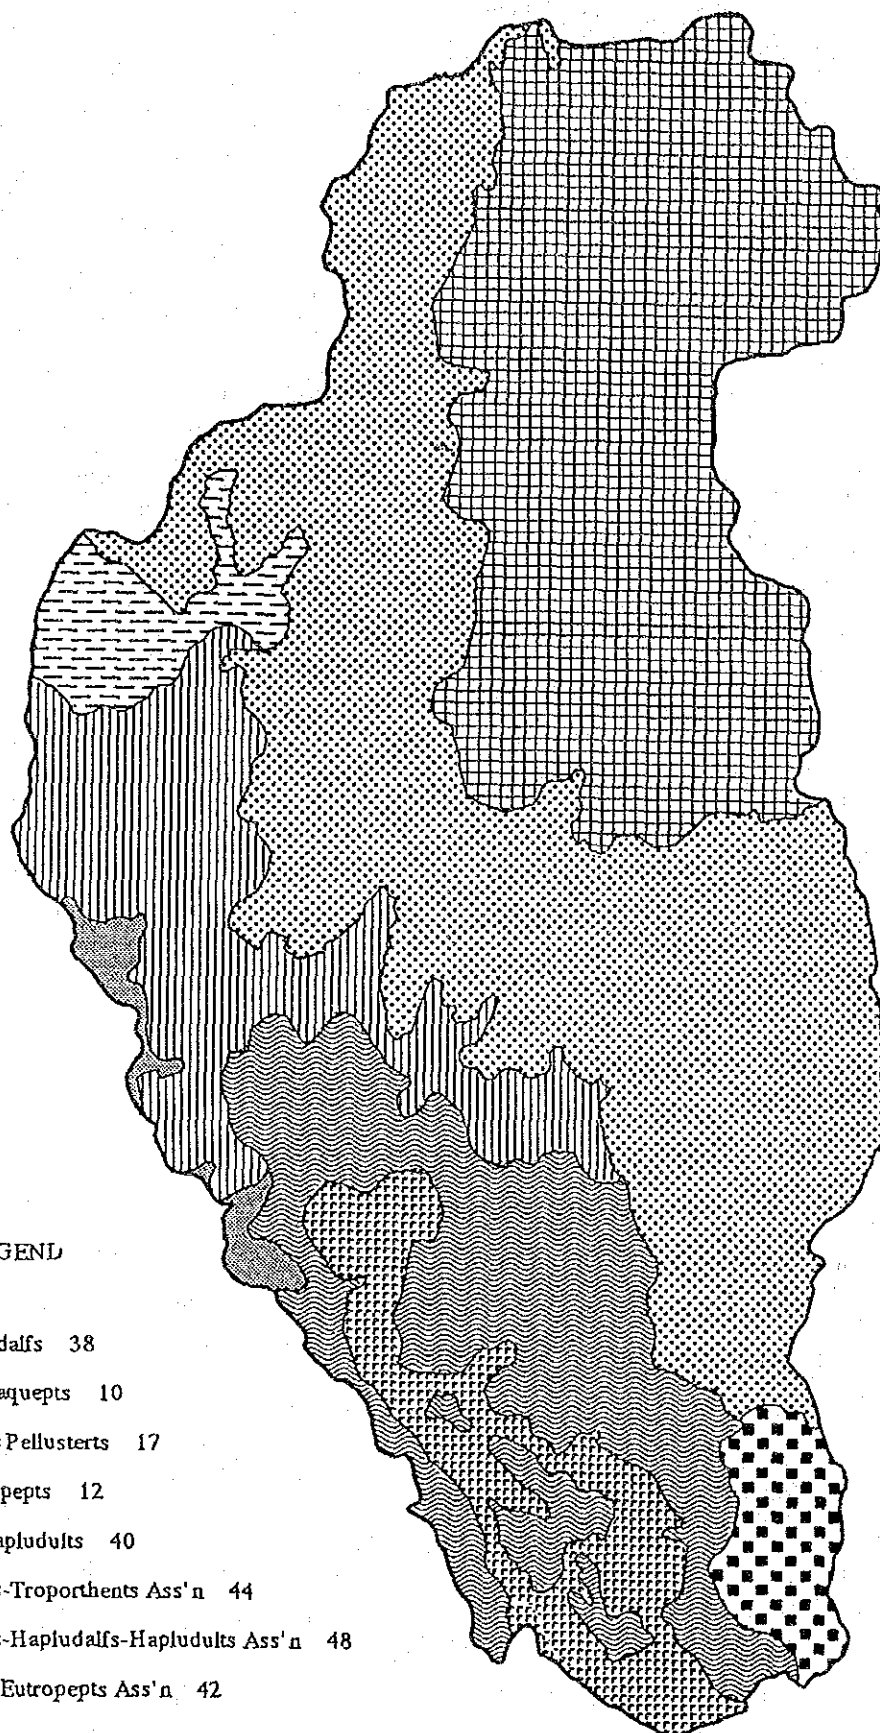 GEND
dalfs 38
aquepts 10
s Pellusterts 17
pepts 12
apludults 40
s-Troporthents Ass'n 44
s-Hapludalfs-Hapludults Ass'n 48
Eutropepts Ass'n 42